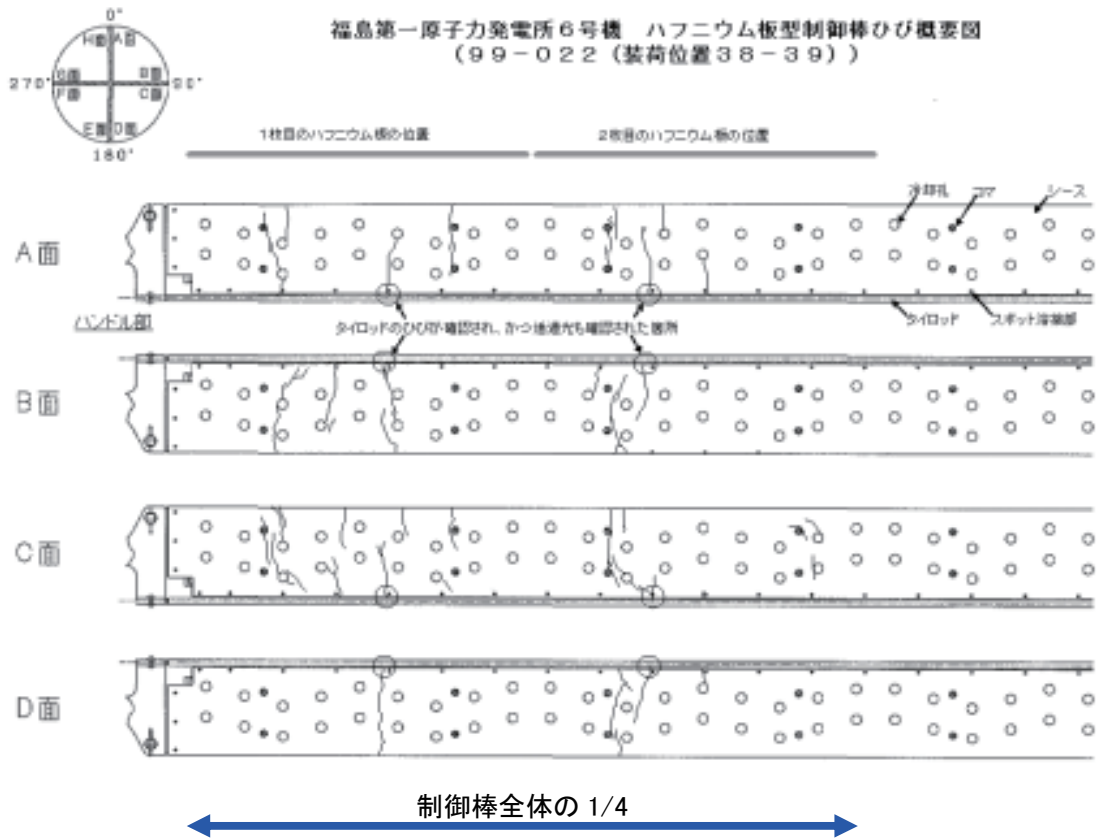 福島第一原子力発電所6号機　ハフニウム板型制御棒ひび概要図
(99-022(装荷位置38-39))
0°
H面 A面
G面 B面
270° 90°
F面 C面
E面 D面
180°
1枚目のハフニウム板の位置
2枚目のハフニウム板の位置
冷却孔 コマ シース
A面
ハンドル部
タイロッドのひびが確認され、かつ
も確認された箇所
タイロッド スポット溶接部
B面
C面
D面
制御棒全体の 1/4